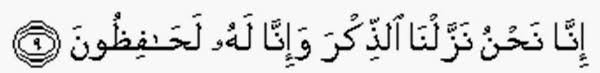 إِنَّا نَحْنُ نَزَّلْنَا ٱلذِّكْرَ وَإِنَّا لَهُۥ لَحَـٰفِظُونَ ۝٩